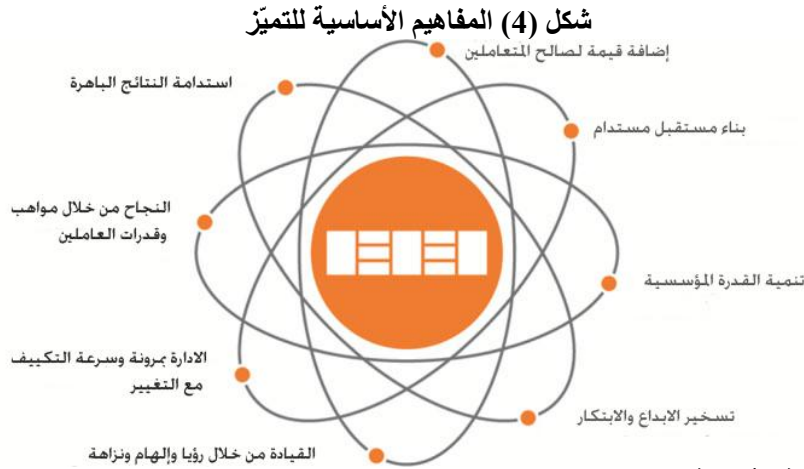 شكل (4) المفاهيم الأساسية للتميّز
إضافة قيمة لصالح المتعاملين
بناء مستقبل مستدام
تنمية القدرة المؤسسية
تسخير الابداع والابتكار
القيادة من خلال رؤيا وإلهام ونزاهة
الادارة بمرونة وسرعة التكييف
مع التغيير
النجاح من خلال مواهب
وقدرات العاملين
استدامة النتائج الباهرة